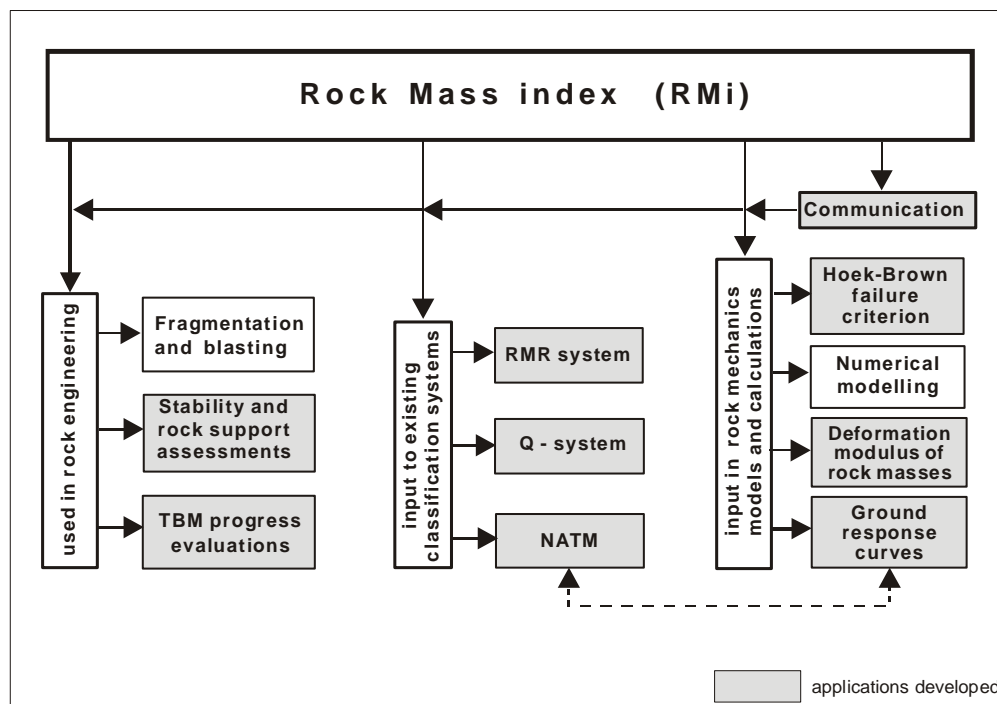 Rock Mass index (RMi)
Communication
used in rock engineering
Fragmentation
and blasting
Stability and
rock support
assessments
TBM progress
evaluations
input to existing
classification systems
RMR system
Q - system
NATM
input in rock mechanics
models and calculations
Hoek-Brown
failure
criterion
Numerical
modelling
Deformation
modulus of
rock masses
Ground
response
curves
applications developed